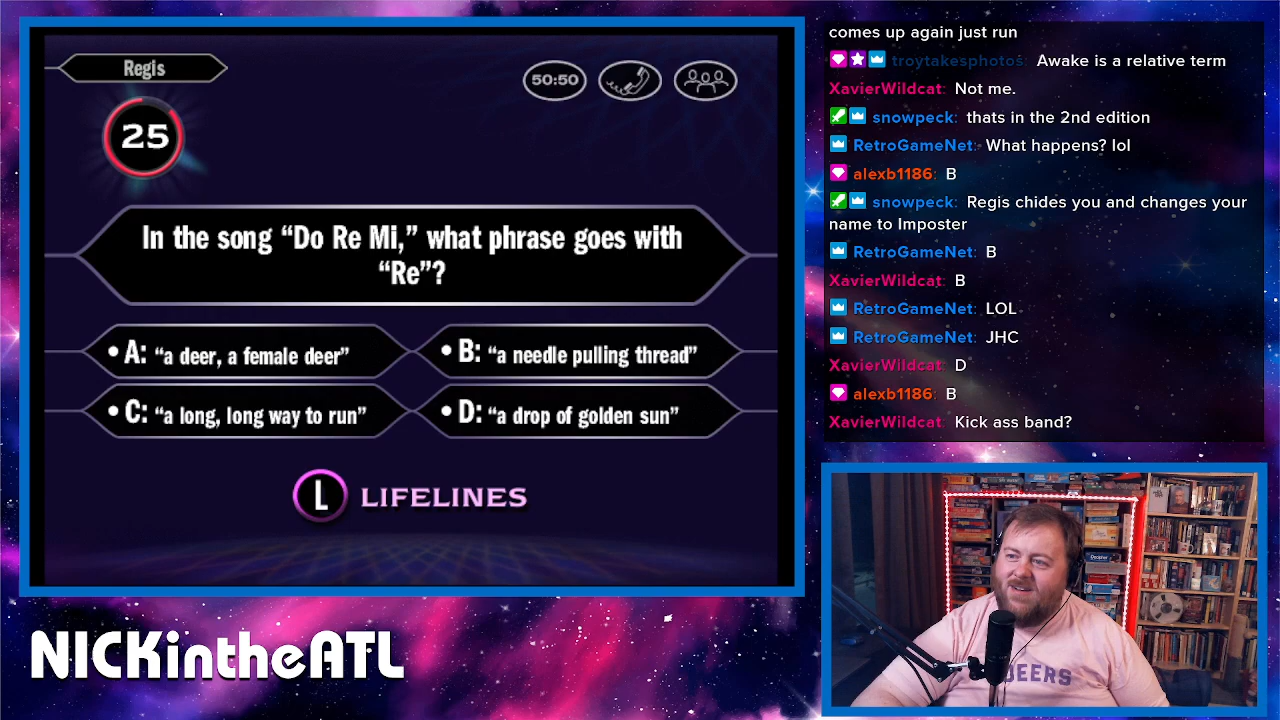 Regis
25
50:50
In the song “Do Re Mi,” what phrase goes with
“Re”?
• A: “a deer, a female deer”
• B: “a needle pulling thread”
• C: “a long, long way to run”
• D: “a drop of golden sun”
L LIFELINES
NICKintheATL
comes up again just run
troytakesphotos: Awake is a relative term
XavierWildcat: Not me.
snowpeck: thats in the 2nd edition
RetroGameNet: What happens? lol
alexb1186: B
snowpeck: Regis chides you and changes your
name to Imposter
RetroGameNet: B
XavierWildcat: B
RetroGameNet: LOL
RetroGameNet: JHC
XavierWildcat: D
alexb1186: B
XavierWildcat: Kick ass band?